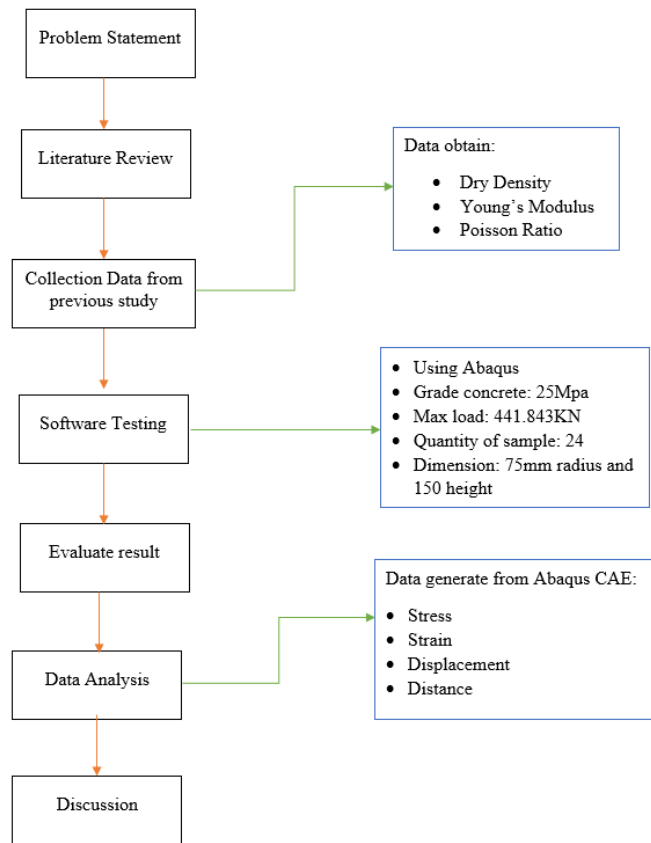 Problem Statement
Literature Review
Data obtain:
• Dry Density
• Young's Modulus
• Poisson Ratio
Collection Data from
previous study
• Using Abaqus
• Grade concrete: 25Mpa
• Max load: 441.843KN
• Quantity of sample: 24
• Dimension: 75mm radius and
150 height
Software Testing
Evaluate result
Data generate from Abaqus CAE:
• Stress
• Strain
• Displacement
• Distance
Data Analysis
Discussion